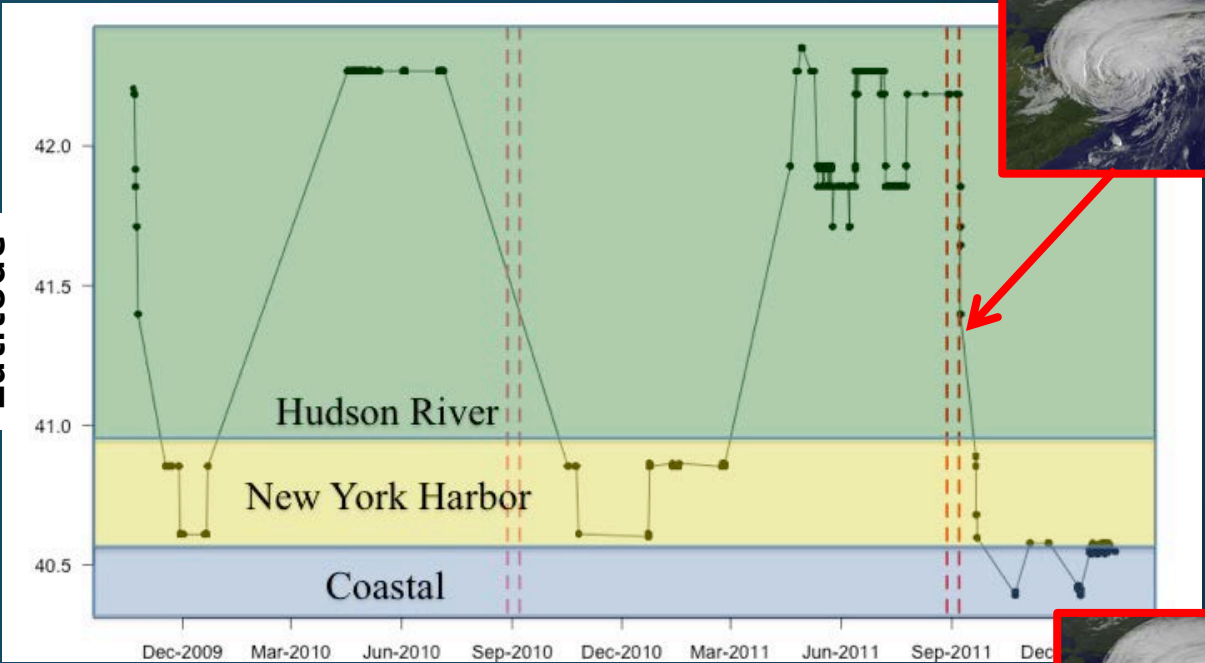 42.0
41.5
41.0
40.5
Hudson River
New York Harbor
Coastal
Dec-2009 Mar-2010 Jun-2010 Sep-2010 Dec-2010 Mar-2011 Jun-2011 Sep-2011 Dec